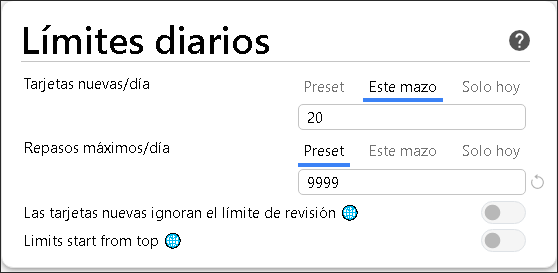 Límites diarios
Tarjetas nuevas/día Preset Este mazo Solo hoy
20
Repasos máximos/día Preset Este mazo Solo hoy
9999
Las tarjetas nuevas ignoran el límite de revisión
Limits start from top